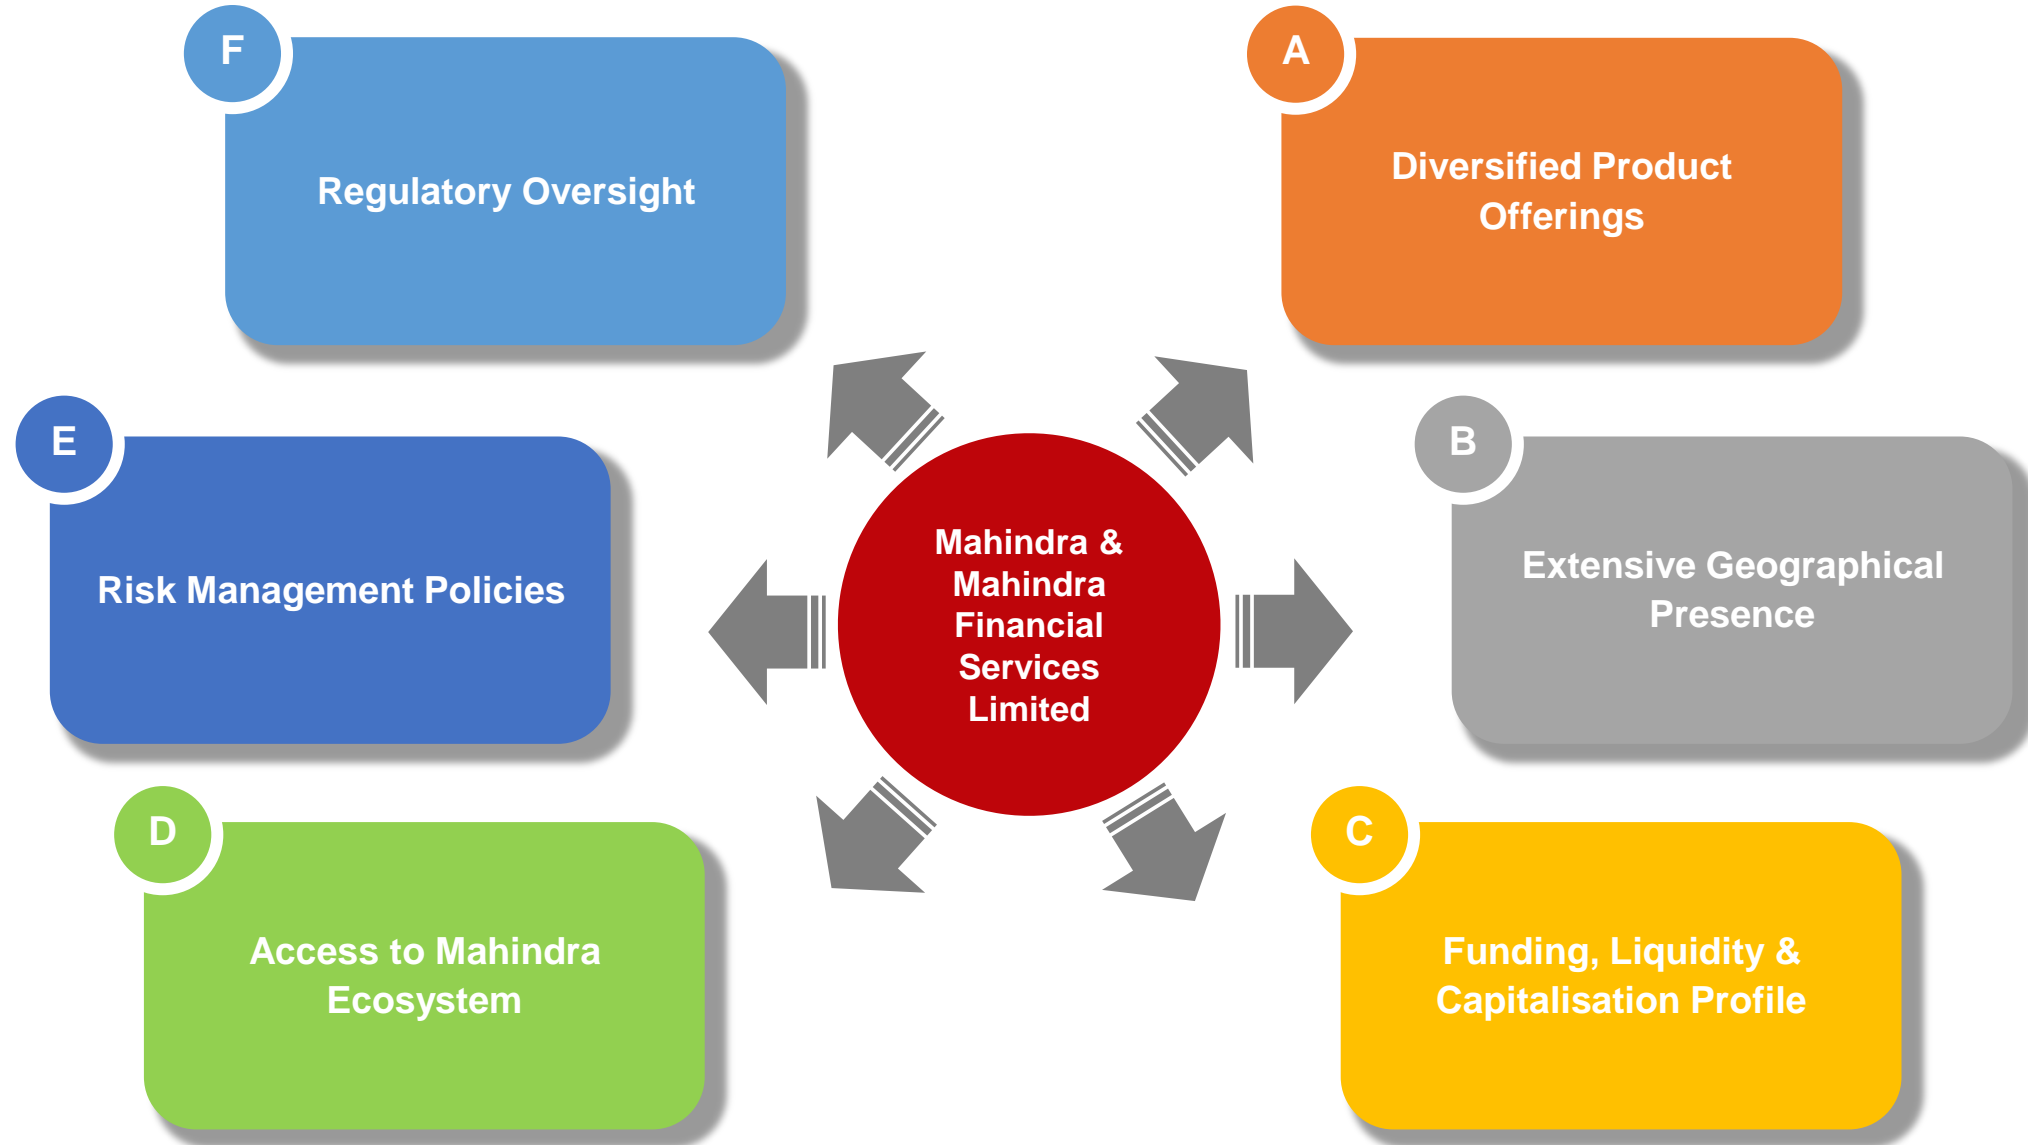 F
Regulatory Oversight
A
Diversified Product
Offerings
E
Risk Management Policies
Mahindra &
Mahindra
Financial
Services
Limited
B
Extensive Geographical
Presence
D
Access to Mahindra
Ecosystem
C
Funding, Liquidity &
Capitalisation Profile